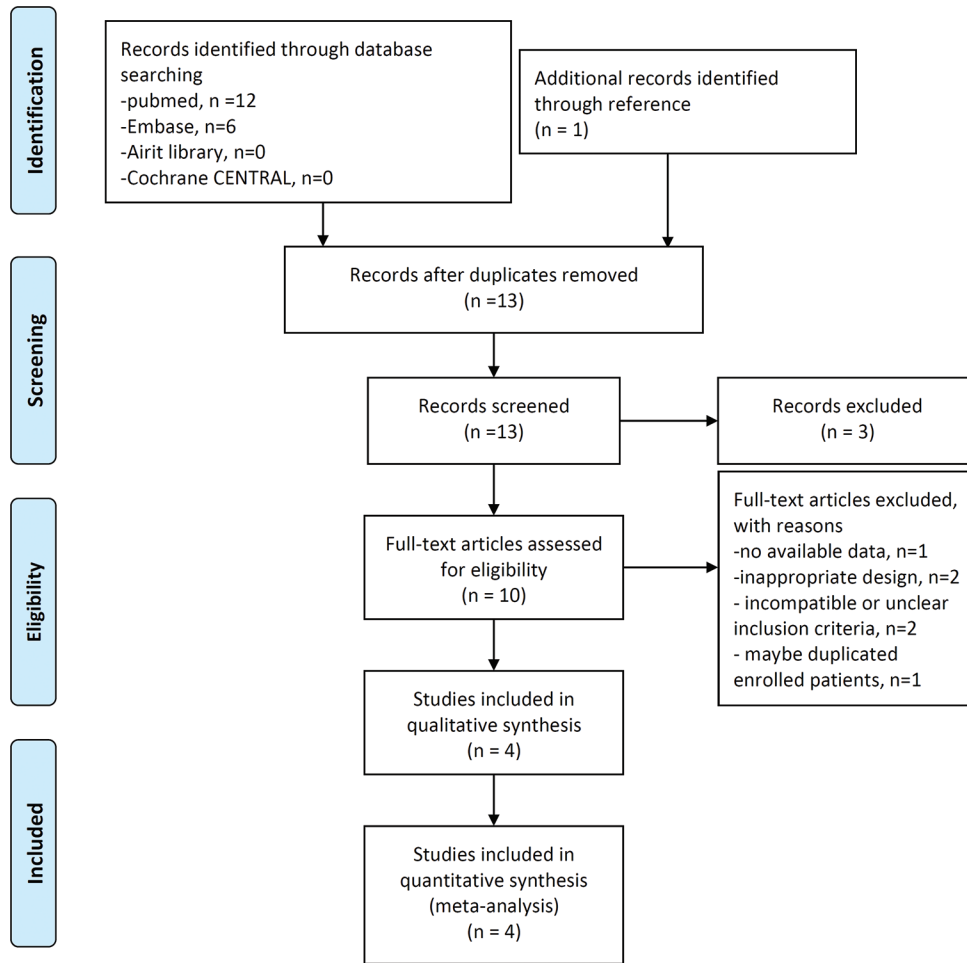 Identification
Records identified through database
searching
-pubmed, n =12
-Embase, n=6
-Airit library, n=0
-Cochrane CENTRAL, n=0
Additional records identified
through reference
(n = 1)
Screening
Records after duplicates removed
(n =13)
Records screened
(n =13)
Records excluded
(n = 3)
Eligibility
Full-text articles assessed
for eligibility
(n = 10)
Full-text articles excluded,
with reasons
-no available data, n=1
-inappropriate design, n=2
- incompatible or unclear
inclusion criteria, n=2
- maybe duplicated
enrolled patients, n=1
Studies included in
qualitative synthesis
(n = 4)
Included
Studies included in
quantitative synthesis
(meta-analysis)
(n = 4)